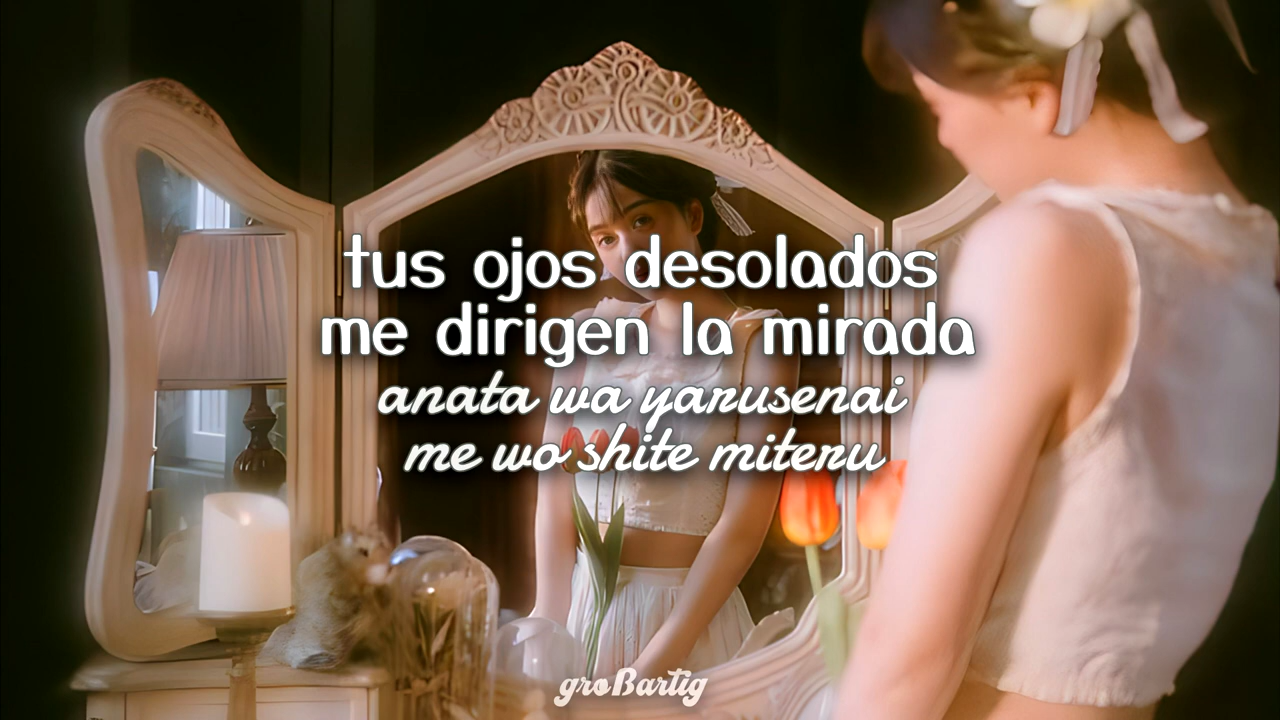 tus ojos desolados
me dirigen la mirada
anata wa yarusenai
me wo shite miteru
groBartig